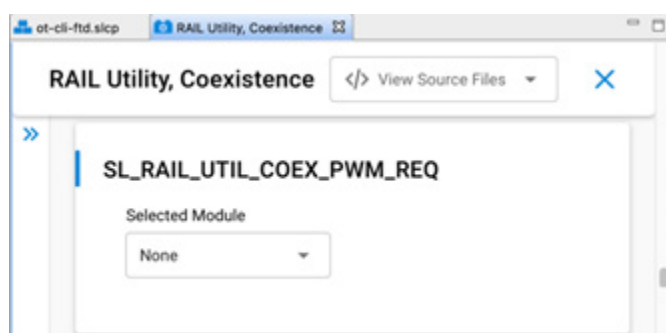 ot-cli-ftd.slcp RAIL Utility, Coexistence
RAIL Utility, Coexistence </> View Source Files
SL_RAIL_UTIL_COEX_PWM_REQ
Selected Module
None